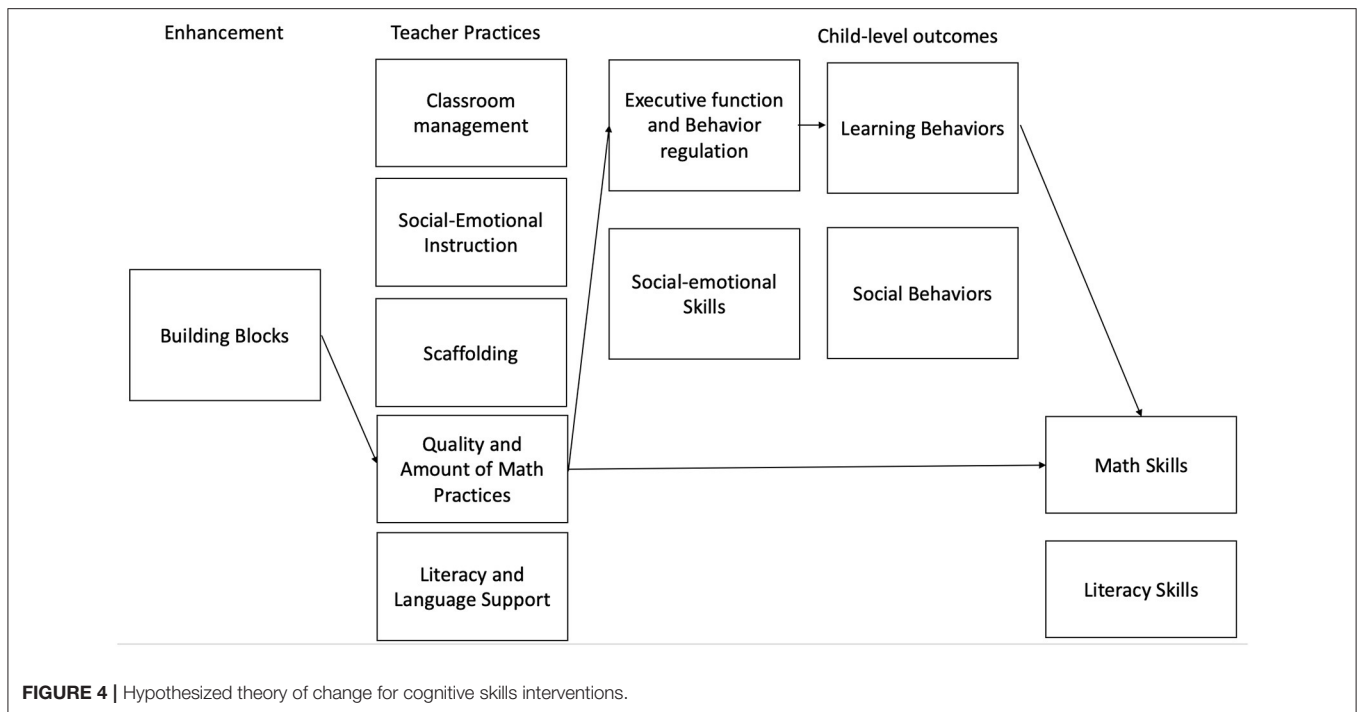 Enhancement
Teacher Practices
Child-level outcomes
Classroom
management
Executive function
and Behavior
regulation
Learning Behaviors
Social-Emotional
Instruction
Social-emotional
Skills
Social Behaviors
Building Blocks
Scaffolding
Quality and
Amount of Math
Practices
Math Skills
Literacy and
Language Support
Literacy Skills
FIGURE 4 | Hypothesized theory of change for cognitive skills interventions.